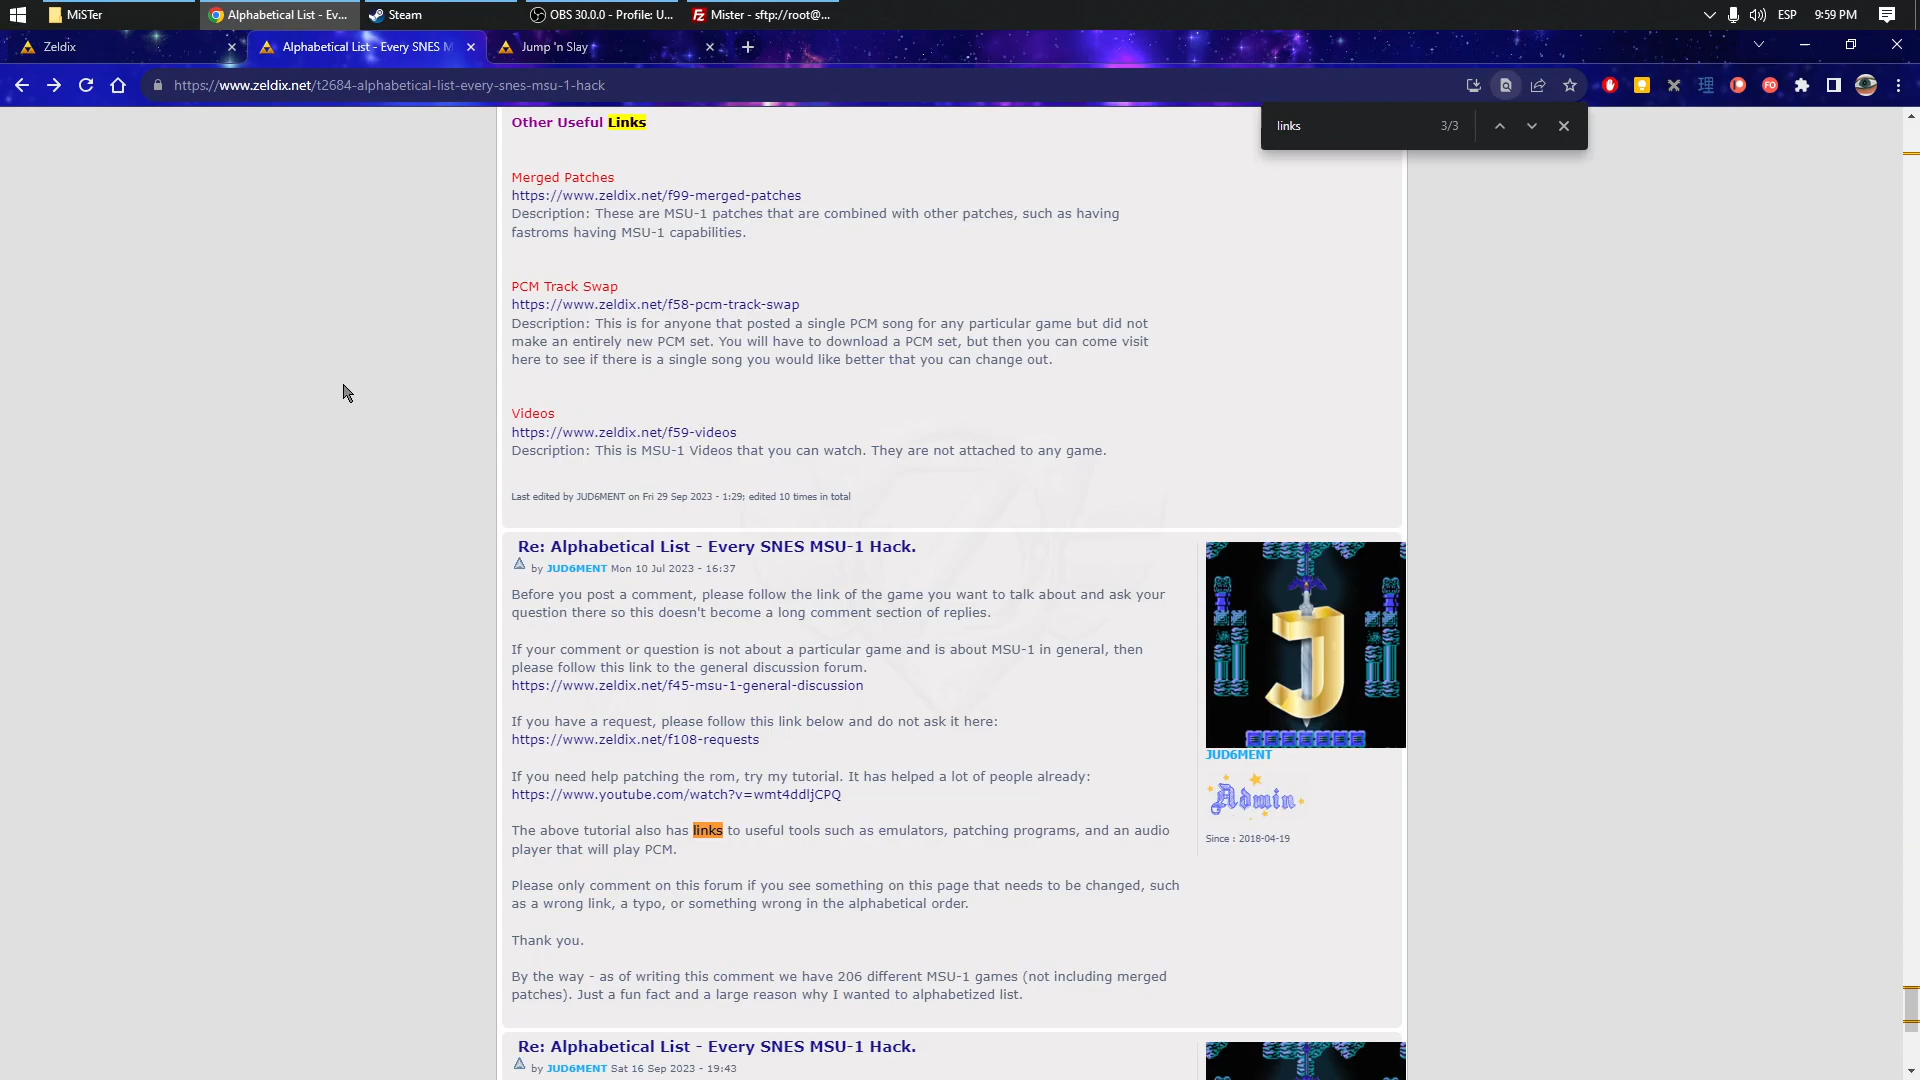 MiSTer
Alphabetical List - Ev...
Steam
OBS 30.0.0 - Profile: U...
Mister - sftp://root@...
ESP
9:59 PM
Zeldix
Alphabetical List - Every SNES M
Jump 'n Slay
https://www.zeldix.net/t2684-alphabetical-list-every-snes-msu-1-hack
links
3/3
Other Useful Links
Merged Patches
https://www.zeldix.net/f99-merged-patches
Description: These are MSU-1 patches that are combined with other patches, such as having
fastroms having MSU-1 capabilities.
PCM Track Swap
https://www.zeldix.net/f58-pcm-track-swap
Description: This is for anyone that posted a single PCM song for any particular game but did not
make an entirely new PCM set. You will have to download a PCM set, but then you can come visit
here to see if there is a single song you would like better that you can change out.
Videos
https://www.zeldix.net/f59-videos
Description: This is MSU-1 Videos that you can watch. They are not attached to any game.
Last edited by JUD6MENT on Fri 29 Sep 2023 - 1:29; edited 10 times in total
Re: Alphabetical List - Every SNES MSU-1 Hack.
by JUD6MENT Mon 10 Jul 2023 - 16:37
Before you post a comment, please follow the link of the game you want to talk about and ask your
question there so this doesn't become a long comment section of replies.
If your comment or question is not about a particular game and is about MSU-1 in general, then
please follow this link to the general discussion forum.
https://www.zeldix.net/f45-msu-1-general-discussion
If you have a request, please follow this link below and do not ask it here:
https://www.zeldix.net/f108-requests
If you need help patching the rom, try my tutorial. It has helped a lot of people already:
https://www.youtube.com/watch?v=wmt4ddljCPQ
The above tutorial also has links to useful tools such as emulators, patching programs, and an audio
player that will play PCM.
Please only comment on this forum if you see something on this page that needs to be changed, such
as a wrong link, a typo, or something wrong in the alphabetical order.
Thank you.
By the way - as of writing this comment we have 206 different MSU-1 games (not including merged
patches). Just a fun fact and a large reason why I wanted to alphabetized list.
J
JUD6MENT
Admin
Since : 2018-04-19
Re: Alphabetical List - Every SNES MSU-1 Hack.
by JUD6MENT Sat 16 Sep 2023 - 19:43